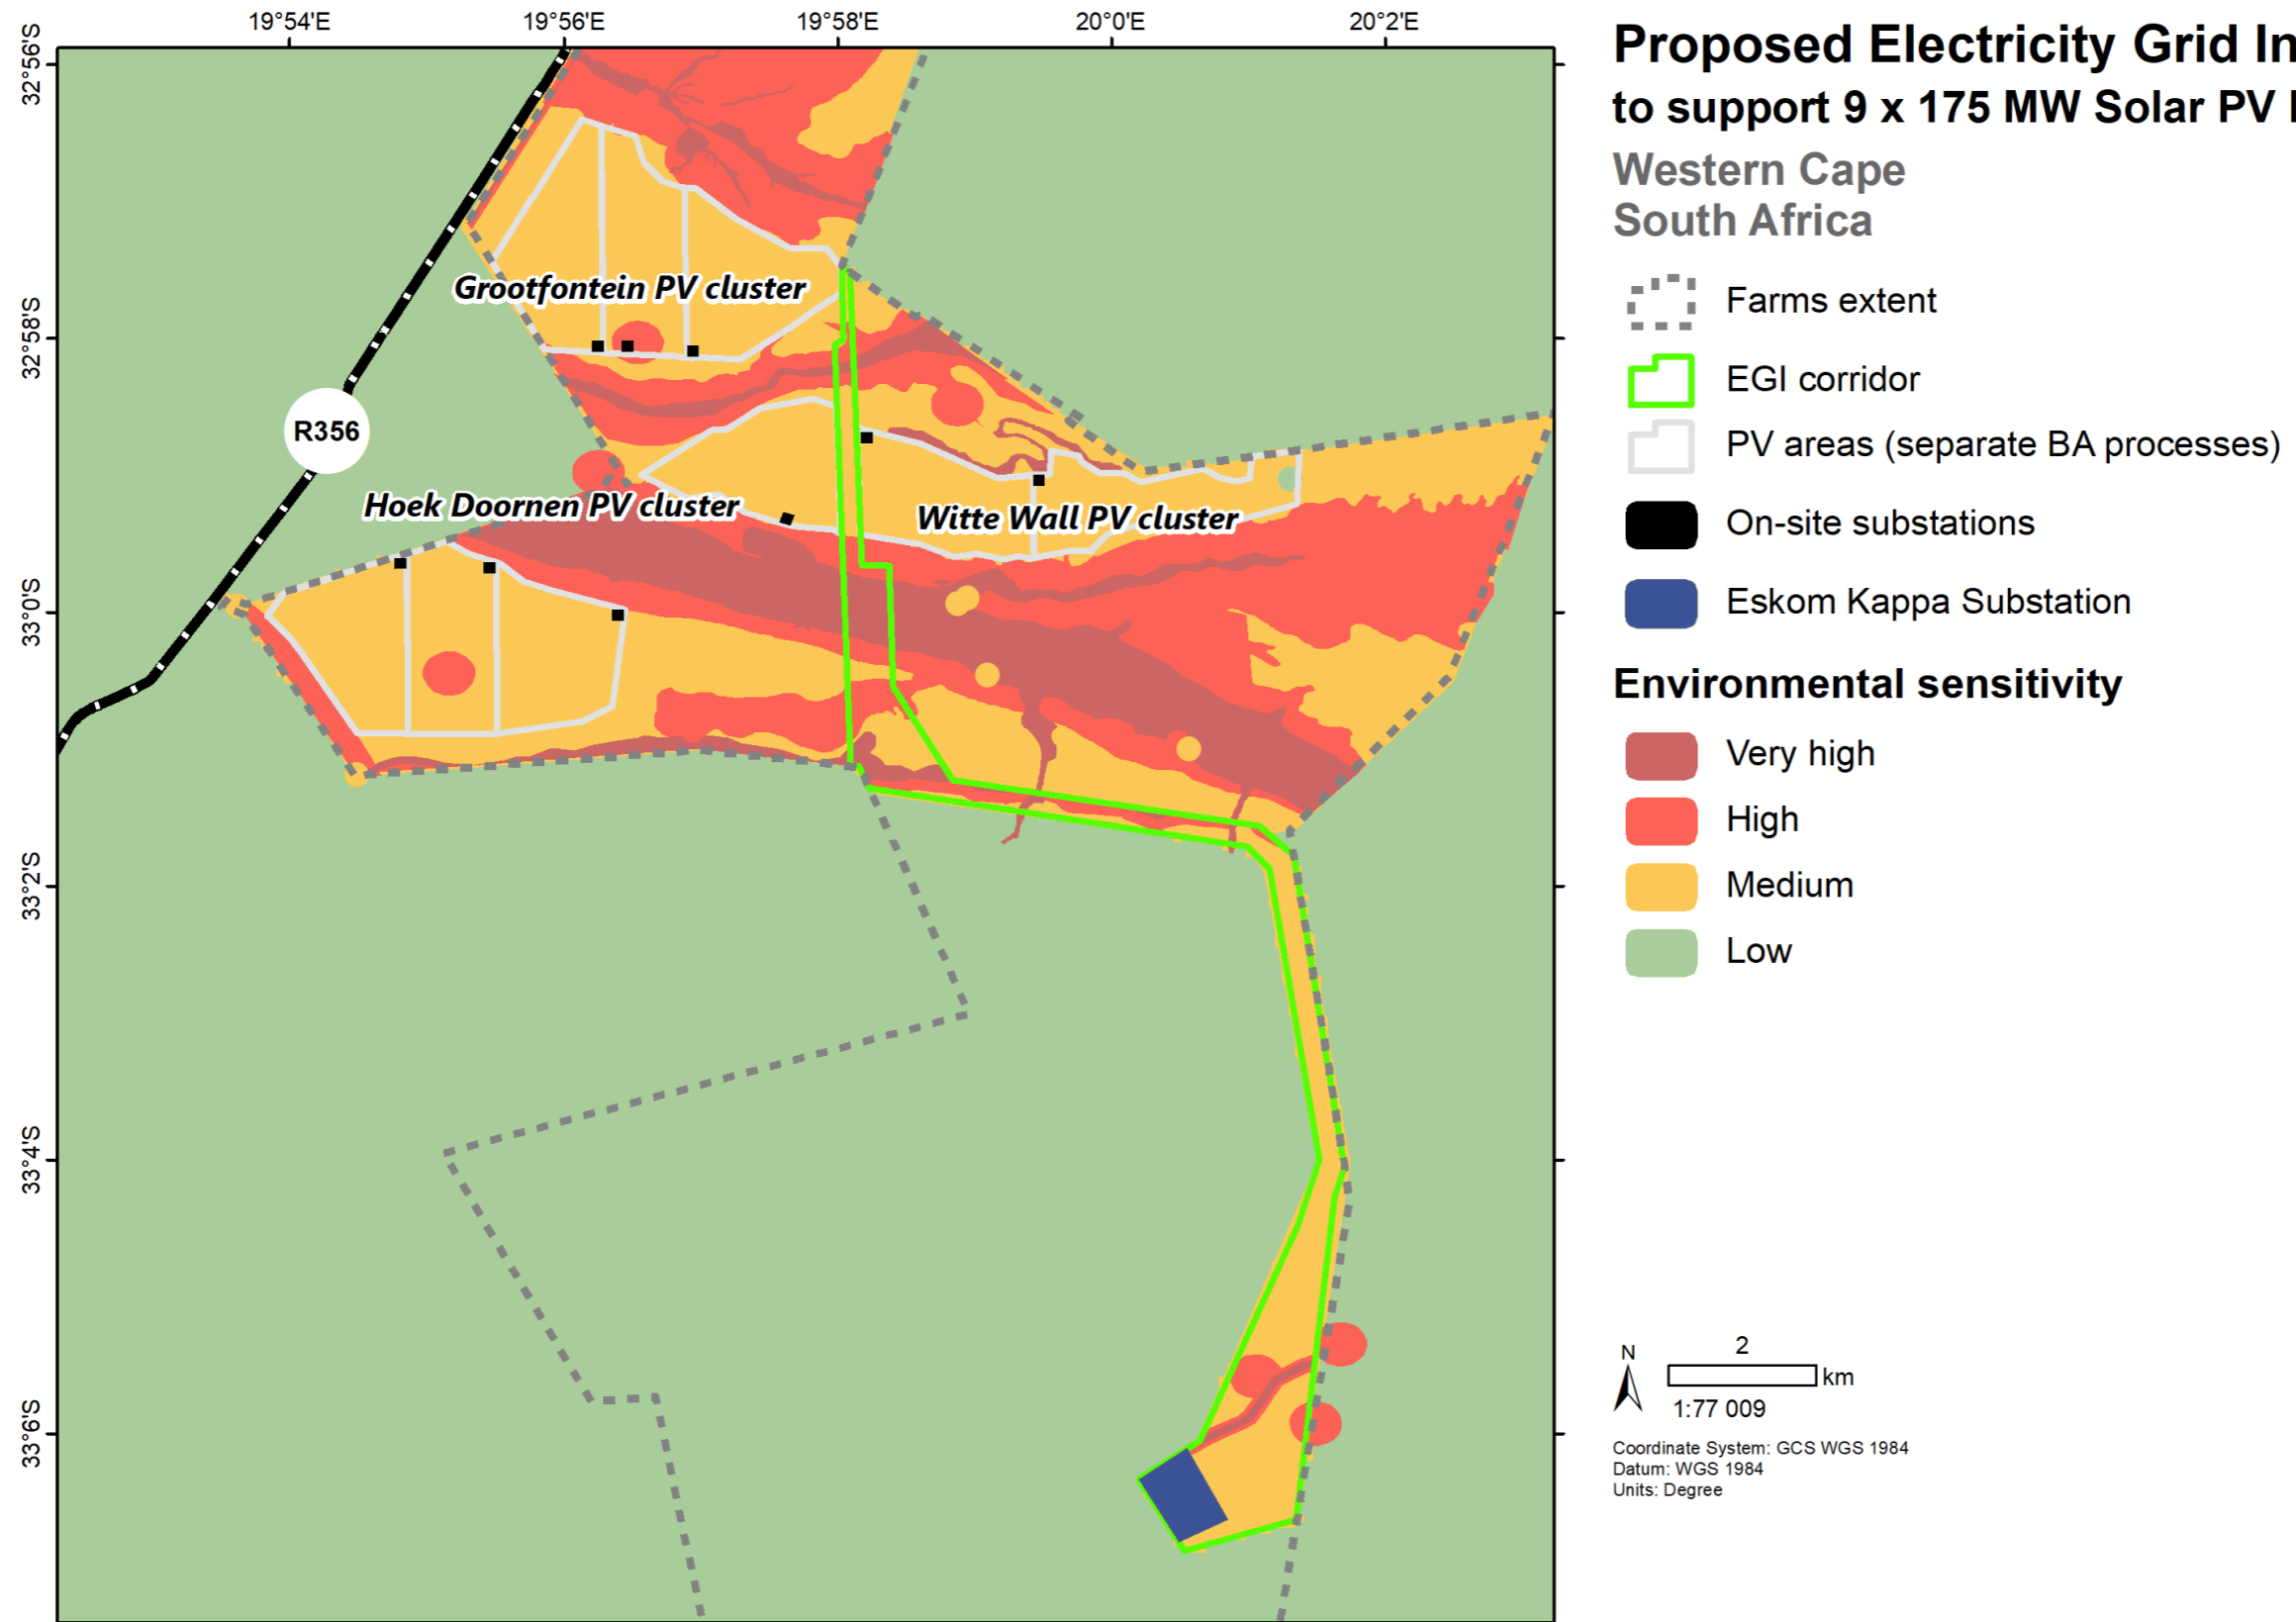 19°54'E 19°56'E 19°58'E 20°0'E 20°2'E
32°56'S
32°58'S
33°0'S
33°2'S
33°4'S
33°6'S
Grootfontein PV cluster
R356
Hoek Doornen PV cluster
Witte Wall PV cluster
Proposed Electricity Grid In
to support 9 x 175 MW Solar PV
Western Cape
South Africa
Farms extent
EGI corridor
PV areas (separate BA processes)
On-site substations
Eskom Kappa Substation
Environmental sensitivity
Very high
High
Medium
Low
N
2
km
1:77 009
Coordinate System: GCS WGS 1984
Datum: WGS 1984
Units: Degree